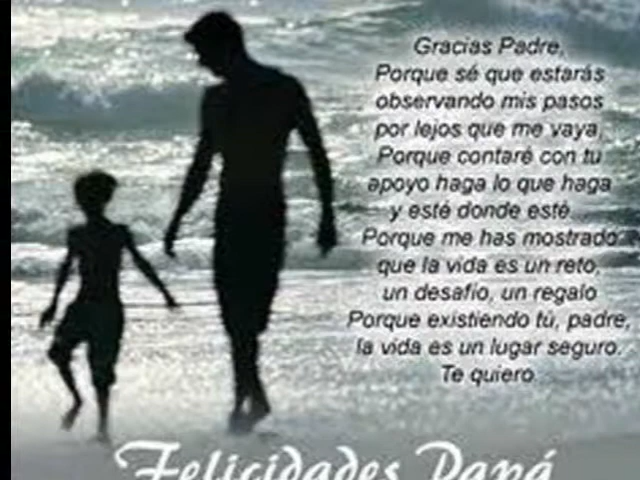 Gracias Padre,
Porque sé que estarás
observando mis pasos
por lejos que me vaya,
Porque contaré con tu
apoyo haga lo que haga
y esté donde esté
Porque me has mostrado
que la vida es un reto,
un desafío, un regalo
Porque existiendo tú, padre,
la vida es un lugar seguro.
Te quiero
Felicidades Papá